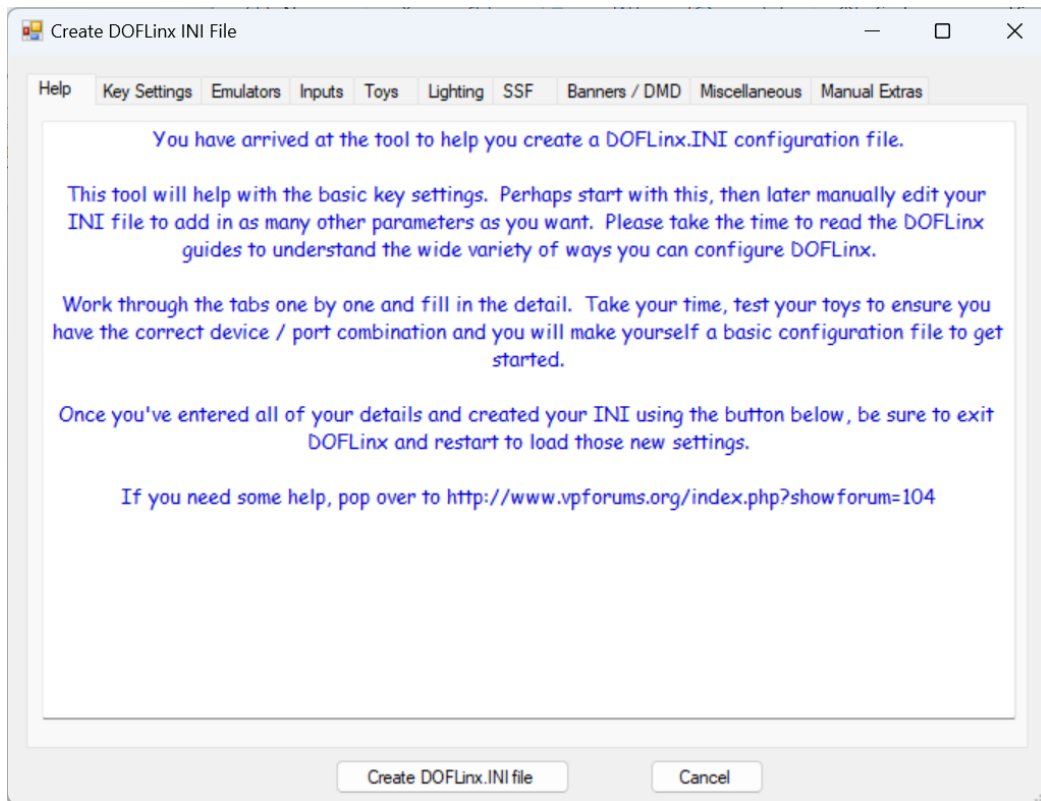 Create DOFLinx INI File
Help Key Settings Emulators Inputs Toys Lighting SSF Banners / DMD Miscellaneous Manual Extras
You have arrived at the tool to help you create a DOFLinx.INI configuration file.
This tool will help with the basic key settings. Perhaps start with this, then later manually edit your
INI file to add in as many other parameters as you want. Please take the time to read the DOFLinx
guides to understand the wide variety of ways you can configure DOFLinx.
Work through the tabs one by one and fill in the detail. Take your time, test your toys to ensure you
have the correct device / port combination and you will make yourself a basic configuration file to get
started.
Once you've entered all of your details and created your INI using the button below, be sure to exit
DOFLinx and restart to load those new settings.
If you need some help, pop over to http://www.vpforums.org/index.php?showforum=104
Create DOFLinx.INI file Cancel